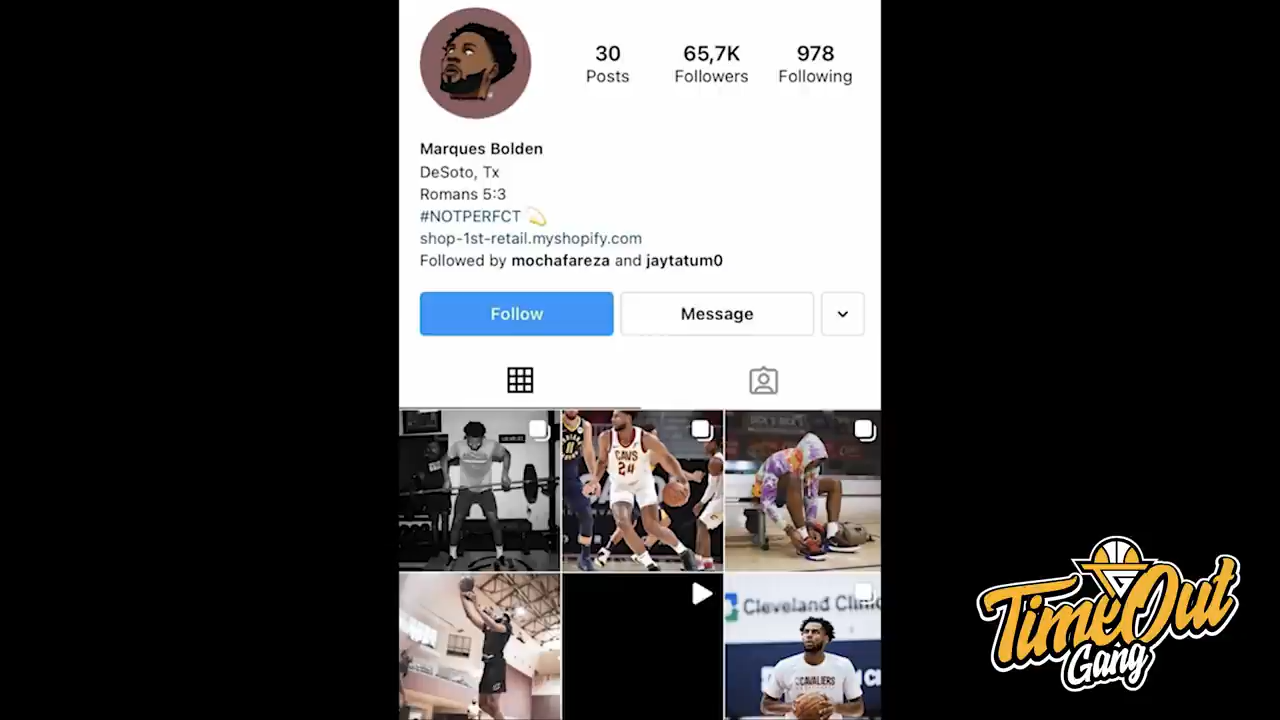 30
65,7K
978
Posts
Followers
Following
Marques Bolden
DeSoto, Tx
Romans 5:3
#NOTPERFCT 💫
shop-1st-retail.myshopify.com
Followed by mochafareza and jaytatum0
Follow
Message
CAVS
24
Cleveland Clinic
CAVALIERS
TimeOut
Gang